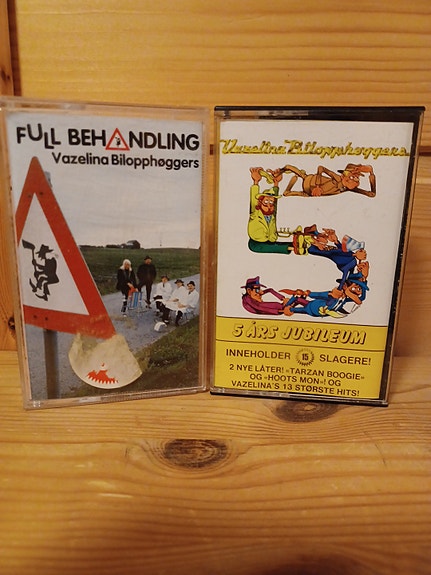 FULL BEHANDLING
Vazelina Bilopphøggers
Vazelina Bilopphøggers
5 ÅRS JUBILEUM
INNEHOLDER 15 SLAGERE!
2 NYE LÅTER! «TARZAN BOOGIE»
OG «HOOTS MON»! OG
VAZELINA'S 13 STØRSTE HITS!